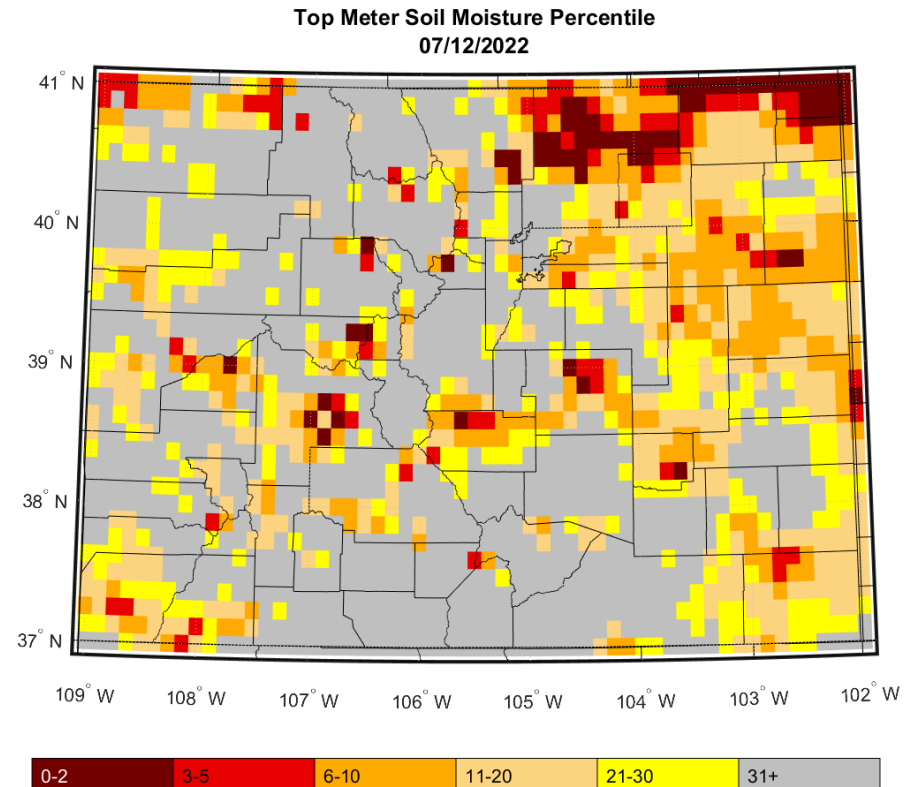 Top Meter Soil Moisture Percentile
07/12/2022
41° N
40° N
39° N
38° N
37° N
109° W 108° W 107° W 106° W 105° W 104° W 103° W 102° W
0-2 3-5 6-10 11-20 21-30 31+